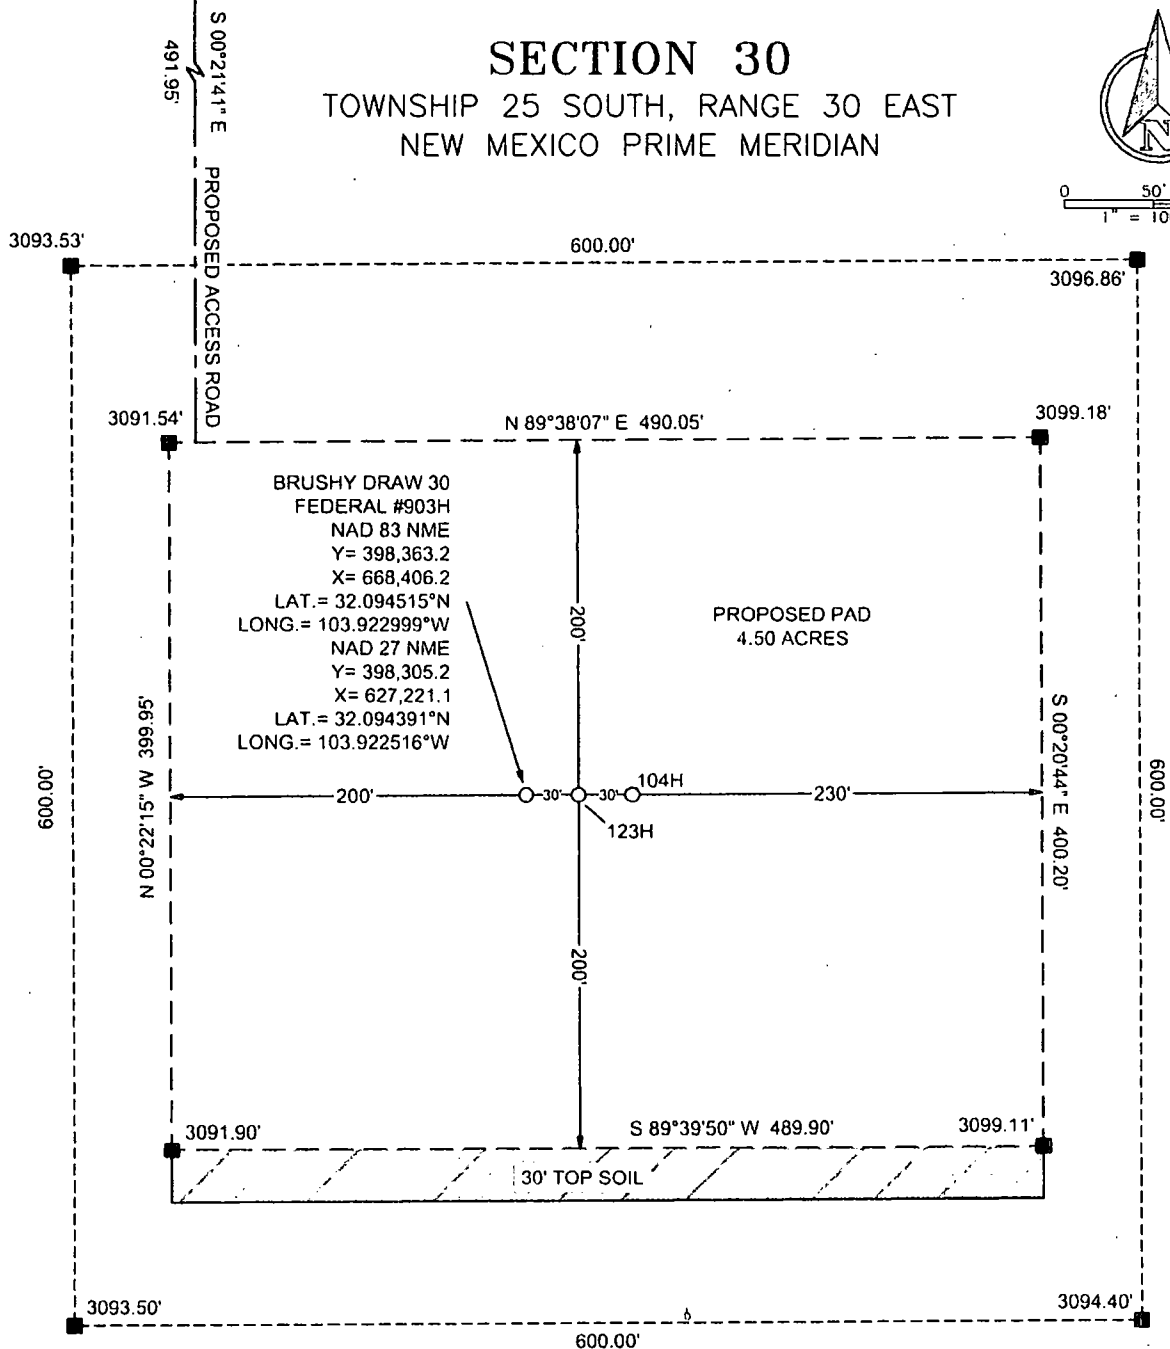 SECTION 30
TOWNSHIP 25 SOUTH, RANGE 30 EAST
NEW MEXICO PRIME MERIDIAN
S 00°21'41" E
491.95'
PROPOSED ACCESS ROAD
N
0 50'
1" =
3093.53'
600.00'
3096.86'
3091.54'
N 89°38'07" E 490.05'
3099.18'
BRUSHY DRAW 30
FEDERAL #903H
NAD 83 NME
Y= 398,363.2
X= 668,406.2
LAT.= 32.094515°N
LONG.= 103.922999°W
NAD 27 NME
Y= 398,305.2
X= 627,221.1
LAT.= 32.094391°N
LONG.= 103.922516°W
200'
PROPOSED PAD
4.50 ACRES
600.00'
N 00°22'15" W 399.95'
S 00°20'44" E 400.20'
600.00'
200'
30'
30'
104H
230'
123H
200'
3091.90'
S 89°39'50" W 489.90'
3099.11'
30' TOP SOIL
3093.50'
3094.40'
600.00'